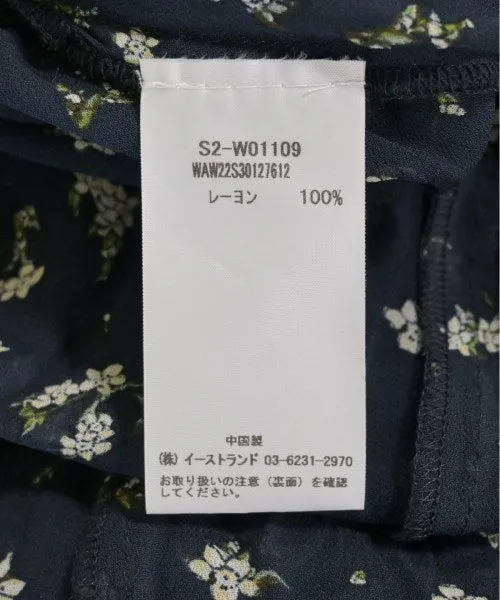 S2-W01109
WAW22S30127612
レーヨン 100%
中国製
(株) イーストランド 03-6231-2970
お取り扱いの注意（裏面）を確認
してください。